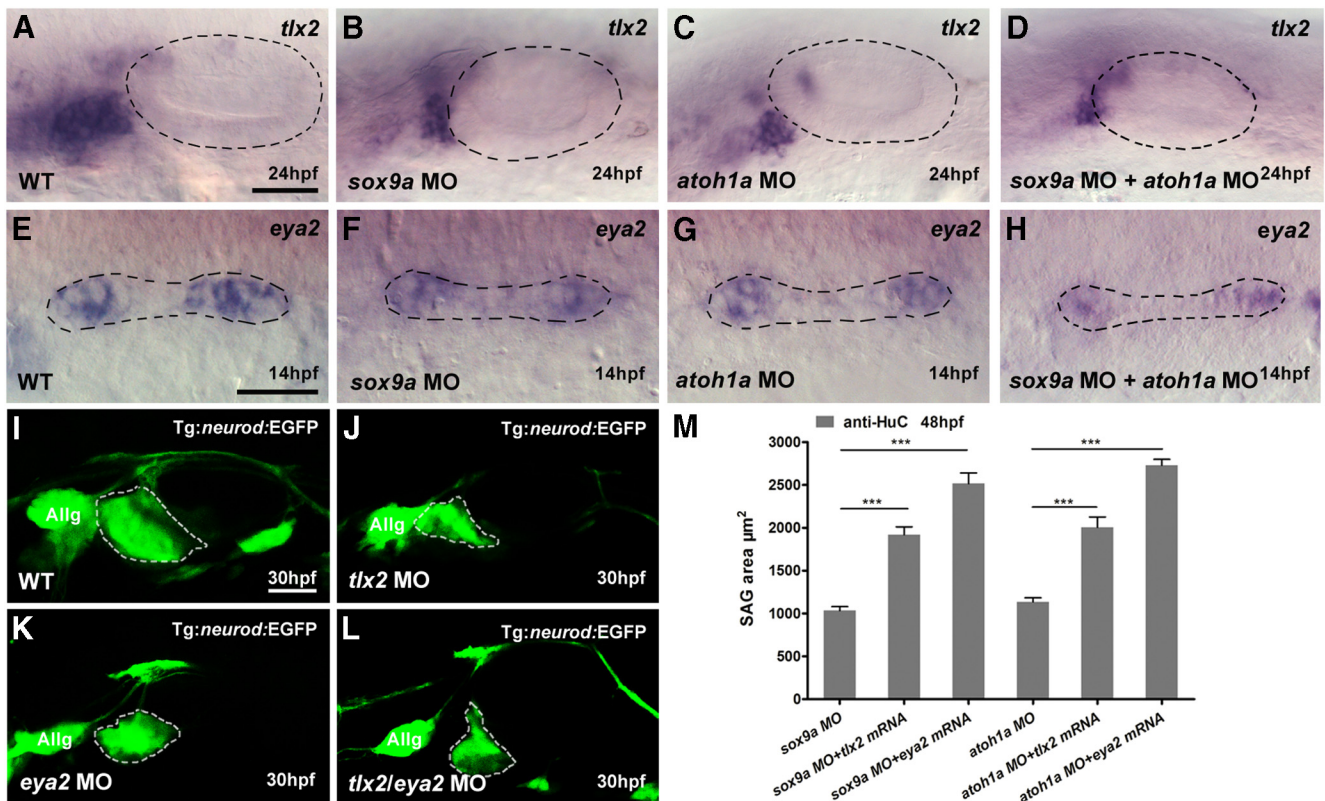 A
tlx2
WT
24hpf
B
tlx2
sox9a MO
24hpf
C
tlx2
atoh1a MO
24hpf
D
tlx2
sox9a MO + atoh1a MO
24hpf
E
eya2
WT
14hpf
F
eya2
sox9a MO
14hpf
G
eya2
atoh1a MO
14hpf
H
eya2
sox9a MO + atoh1a MO
14hpf
I
Tg:neurod:EGFP
Allg
WT
30hpf
J
Tg:neurod:EGFP
Allg
tlx2 MO
30hpf
K
Tg:neurod:EGFP
Allg
eya2 MO
30hpf
L
Tg:neurod:EGFP
Allg
tlx2/eya2 MO
30hpf
M
anti-HuC 48hpf
SAG area µm²
3000
2500
2000
1500
1000
500
0
***
***
***
***
sox9a MO
sox9a MO+tlx2 mRNA
sox9a MO+eya2 mRNA
atoh1a MO
atoh1a MO+tlx2 mRNA
atoh1a MO+eya2 mRNA